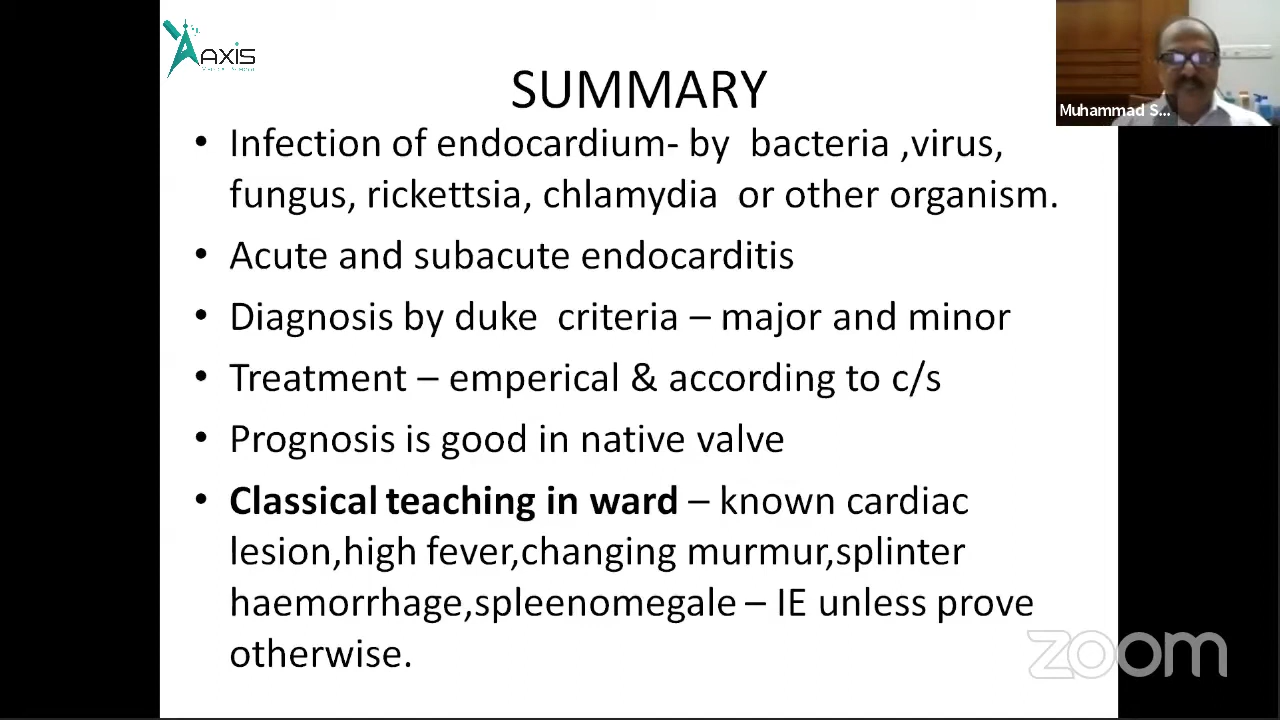 AXIS
SUMMARY
Muhammad S...
• Infection of endocardium- by bacteria ,virus,
fungus, rickettsia, chlamydia or other organism.
• Acute and subacute endocarditis
• Diagnosis by duke criteria – major and minor
• Treatment – emperical & according to c/s
• Prognosis is good in native valve
• Classical teaching in ward – known cardiac
lesion,high fever,changing murmur,splinter
haemorrhage,spleenomegale – IE unless prove
otherwise.
zoom